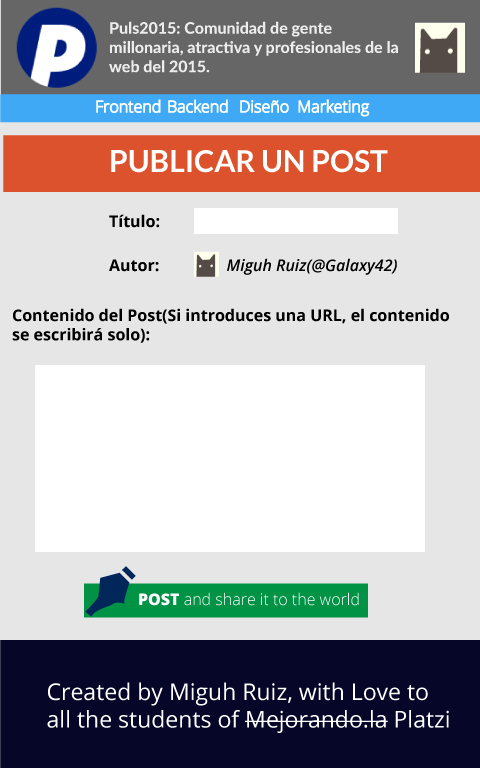 P
Puls2015: Comunidad de gente
millonaria, atractiva y profesionales de la
web del 2015.
Frontend Backend Diseño Marketing
PUBLICAR UN POST
Título:
Autor: Miguh Ruiz(@Galaxy42)
Contenido del Post(Si introduces una URL, el contenido
se escribirá solo):
POST and share it to the world
Created by Miguh Ruiz, with Love to
all the students of Mejorando.la Platzi